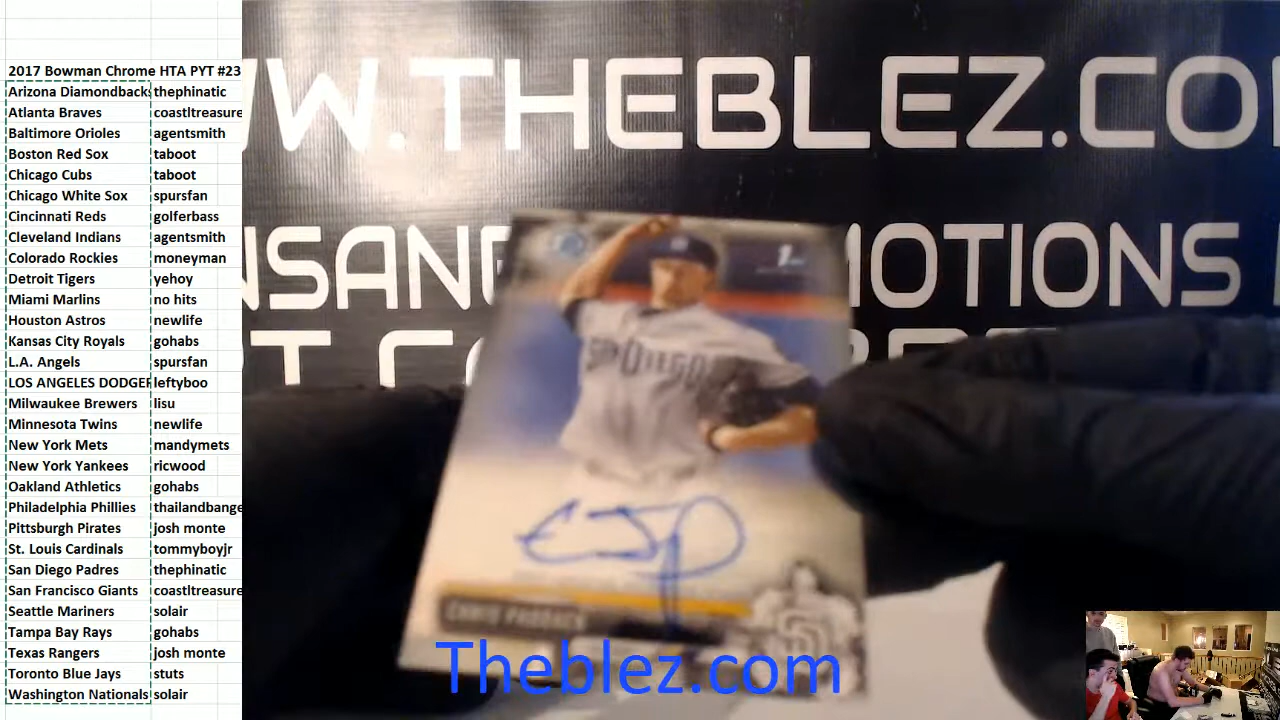 2017 Bowman Chrome HTA PYT #23
Arizona Diamondbacks thephinatic
Atlanta Braves coastltreasure
Baltimore Orioles agentsmith
Boston Red Sox taboot
Chicago Cubs taboot
Chicago White Sox spursfan
Cincinnati Reds golferbass
Cleveland Indians agentsmith
Colorado Rockies moneyman
Detroit Tigers yehoy
Miami Marlins no hits
Houston Astros newlife
Kansas City Royals gohabs
L.A. Angels spursfan
LOS ANGELES DODGER leftyboo
Milwaukee Brewers lisu
Minnesota Twins newlife
New York Mets mandymets
New York Yankees ricwood
Oakland Athletics gohabs
Philadelphia Phillies thailandbange
Pittsburgh Pirates josh monte
St. Louis Cardinals tommyboyjr
San Diego Padres thephinatic
San Francisco Giants coastltreasure
Seattle Mariners solair
Tampa Bay Rays gohabs
Texas Rangers josh monte
Toronto Blue Jays stuts
Washington Nationals solair
W.THEBLEZ.CO
NSANE MOTIONS
SAN DIEGO
CHRIS PADDACK
SD
Theblez.com